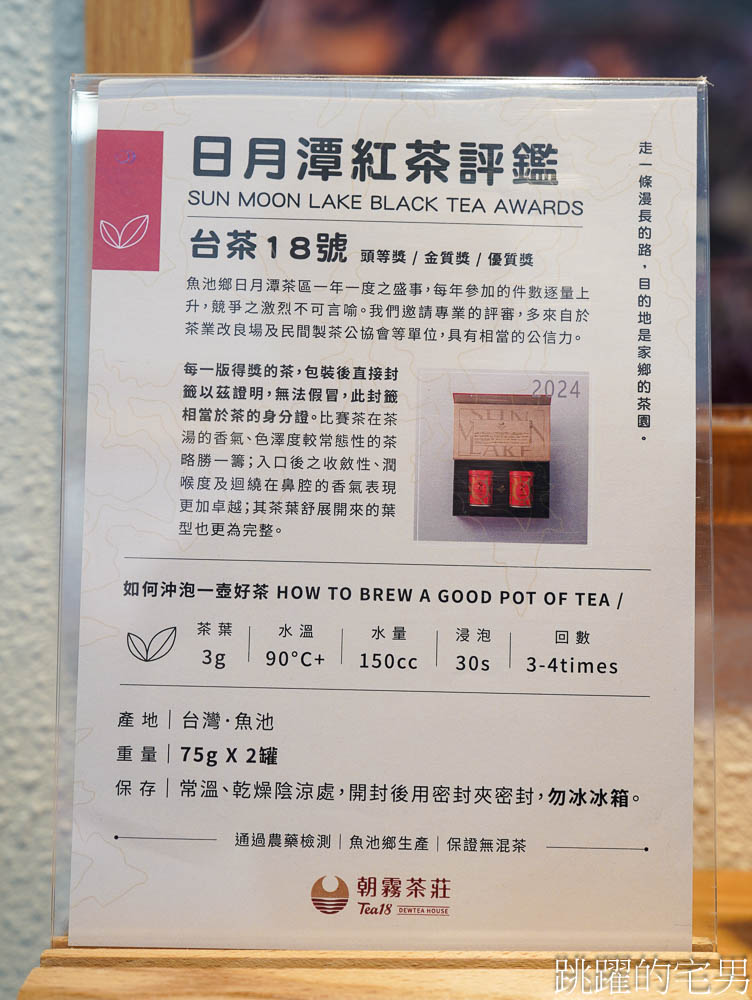 日月潭紅茶評鑑
SUN MOON LAKE BLACK TEA AWARDS
台茶18號 頭等獎 / 金質獎 / 優質獎
魚池鄉日月潭茶區一年一度之盛事，每年參加的件數逐量上
升，競爭之激烈不可言喻。我們邀請專業的評審，多來自於
茶業改良場及民間製茶公協會等單位，具有相當的公信力。
走一條漫長的路，目的地是家鄉的茶園。
每一版得獎的茶，包裝後直接封
籤以茲證明，無法假冒，此封籤
相當於茶的身分證。比賽茶在茶
湯的香氣、色澤度較常態性的茶
略勝一籌；入口後之收斂性、潤
喉度及迴繞在鼻腔的香氣表現
更加卓越；其茶葉舒展開來的葉
型也更為完整。
2024
SUN
MOON
LAKE
如何沖泡一壺好茶 HOW TO BREW A GOOD POT OF TEA /
茶葉 水溫 水量 浸泡 回數
3g 90°C+ 150cc 30s 3-4times
產地｜台灣·魚池
重量｜75g X 2罐
保存｜常溫、乾燥陰涼處，開封後用密封夾密封，勿冰冰箱。
通過農藥檢測｜魚池鄉生產｜保證無混茶
朝霧茶莊
Tea18 DEWTEA HOUSE
跳躍的宅男